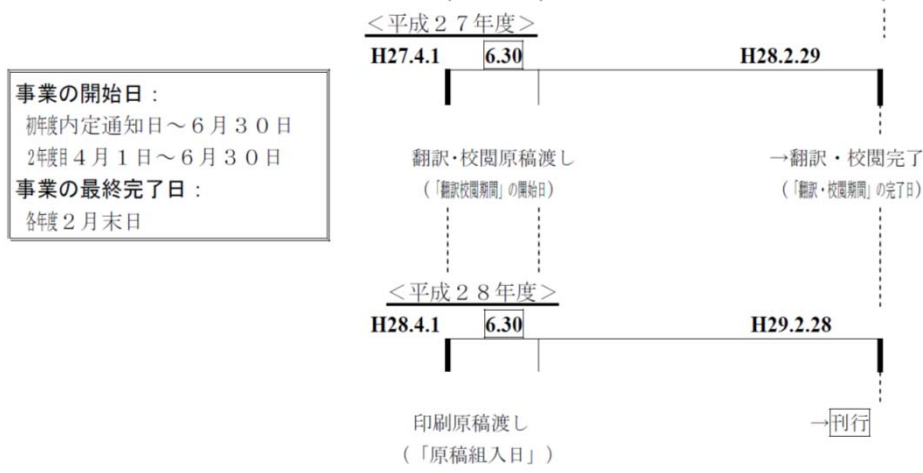 ＜平成２７年度＞
H27.4.1 6.30 H28.2.29
事業の開始日：
初年度内定通知日～６月３０日
2年度目４月１日～６月３０日
事業の最終完了日：
各年度２月末日
翻訳･校閲原稿渡し →翻訳・校閲完了
(「翻訳校閲期間」の開始日) (「翻訳・校閲期間」の完了日)
＜平成２８年度＞
H28.4.1 6.30 H29.2.28
印刷原稿渡し →刊行
(「原稿組入日」)